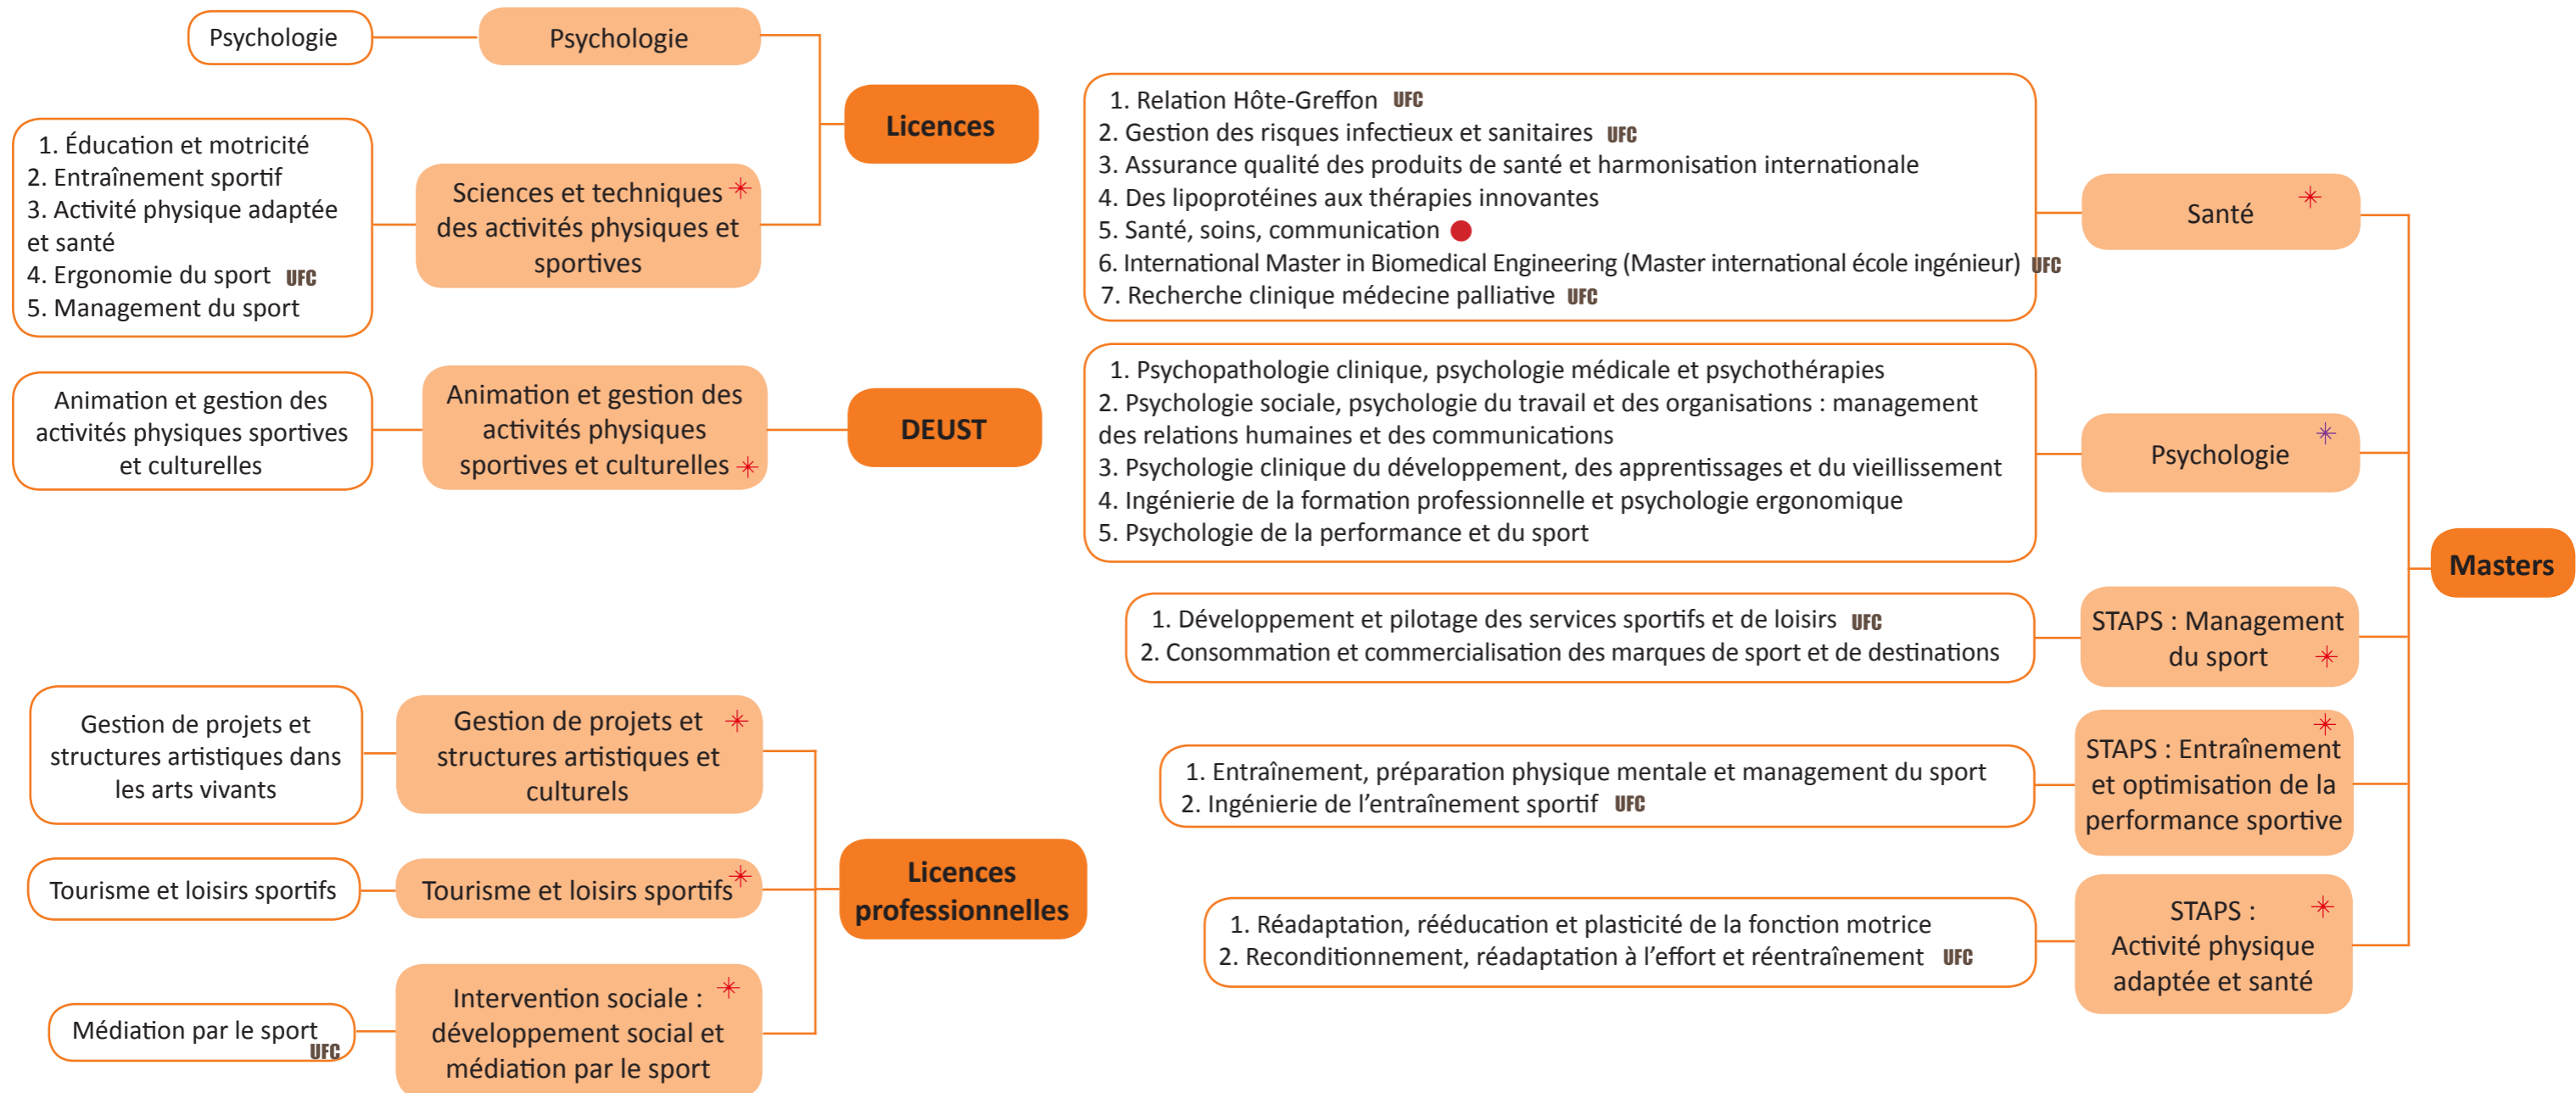 Psychologie
Psychologie
Licences
1. Éducation et motricité
2. Entraînement sportif
3. Activité physique adaptée
et santé
4. Ergonomie du sport UFC
5. Management du sport
Sciences et techniques
des activités physiques et
sportives
Animation et gestion des
activités physiques sportives
et culturelles
Animation et gestion des
activités physiques
sportives et culturelles
DEUST
Gestion de projets et
structures artistiques dans
les arts vivants
Gestion de projets et
structures artistiques et
culturels
Tourisme et loisirs sportifs
Tourisme et loisirs sportifs
Licences
professionnelles
Médiation par le sport
UFC
Intervention sociale :
développement social et
médiation par le sport
1. Relation Hôte-Greffon UFC
2. Gestion des risques infectieux et sanitaires UFC
3. Assurance qualité des produits de santé et harmonisation internationale
4. Des lipoprotéines aux thérapies innovantes
5. Santé, soins, communication
6. International Master in Biomedical Engineering (Master international école ingénieur) UFC
7. Recherche clinique médecine palliative UFC
Santé
1. Psychopathologie clinique, psychologie médicale et psychothérapies
2. Psychologie sociale, psychologie du travail et des organisations : management
des relations humaines et des communications
3. Psychologie clinique du développement, des apprentissages et du vieillissement
4. Ingénierie de la formation professionnelle et psychologie ergonomique
5. Psychologie de la performance et du sport
Psychologie
Masters
1. Développement et pilotage des services sportifs et de loisirs UFC
2. Consommation et commercialisation des marques de sport et de destinations
STAPS : Management
du sport
1. Entraînement, préparation physique mentale et management du sport
2. Ingénierie de l’entraînement sportif UFC
STAPS : Entraînement
et optimisation de la
performance sportive
1. Réadaptation, rééducation et plasticité de la fonction motrice
2. Reconditionnement, réadaptation à l’effort et réentraînement UFC
STAPS :
Activité physique
adaptée et santé